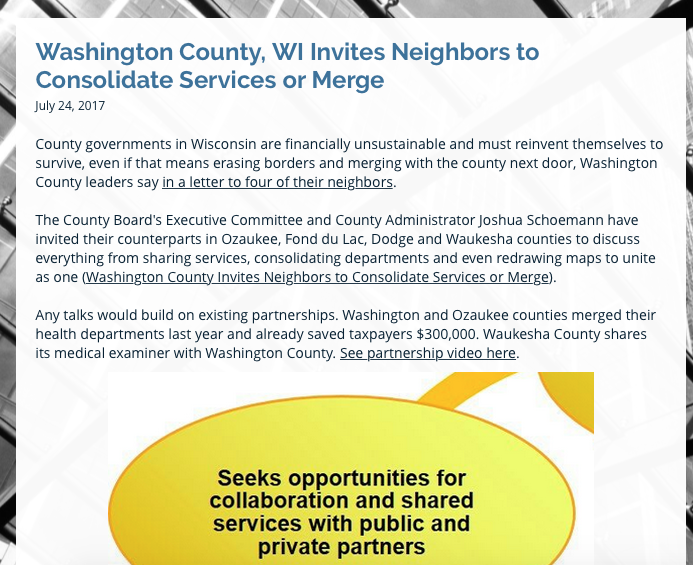 Washington County, WI Invites Neighbors to
Consolidate Services or Merge
July 24, 2017
County governments in Wisconsin are financially unsustainable and must reinvent themselves to
survive, even if that means erasing borders and merging with the county next door, Washington
County leaders say in a letter to four of their neighbors.
The County Board's Executive Committee and County Administrator Joshua Schoemann have
invited their counterparts in Ozaukee, Fond du Lac, Dodge and Waukesha counties to discuss
everything from sharing services, consolidating departments and even redrawing maps to unite
as one (Washington County Invites Neighbors to Consolidate Services or Merge).
Any talks would build on existing partnerships. Washington and Ozaukee counties merged their
health departments last year and already saved taxpayers $300,000. Waukesha County shares
its medical examiner with Washington County. See partnership video here.
Seeks opportunities for
collaboration and shared
services with public and
private partners